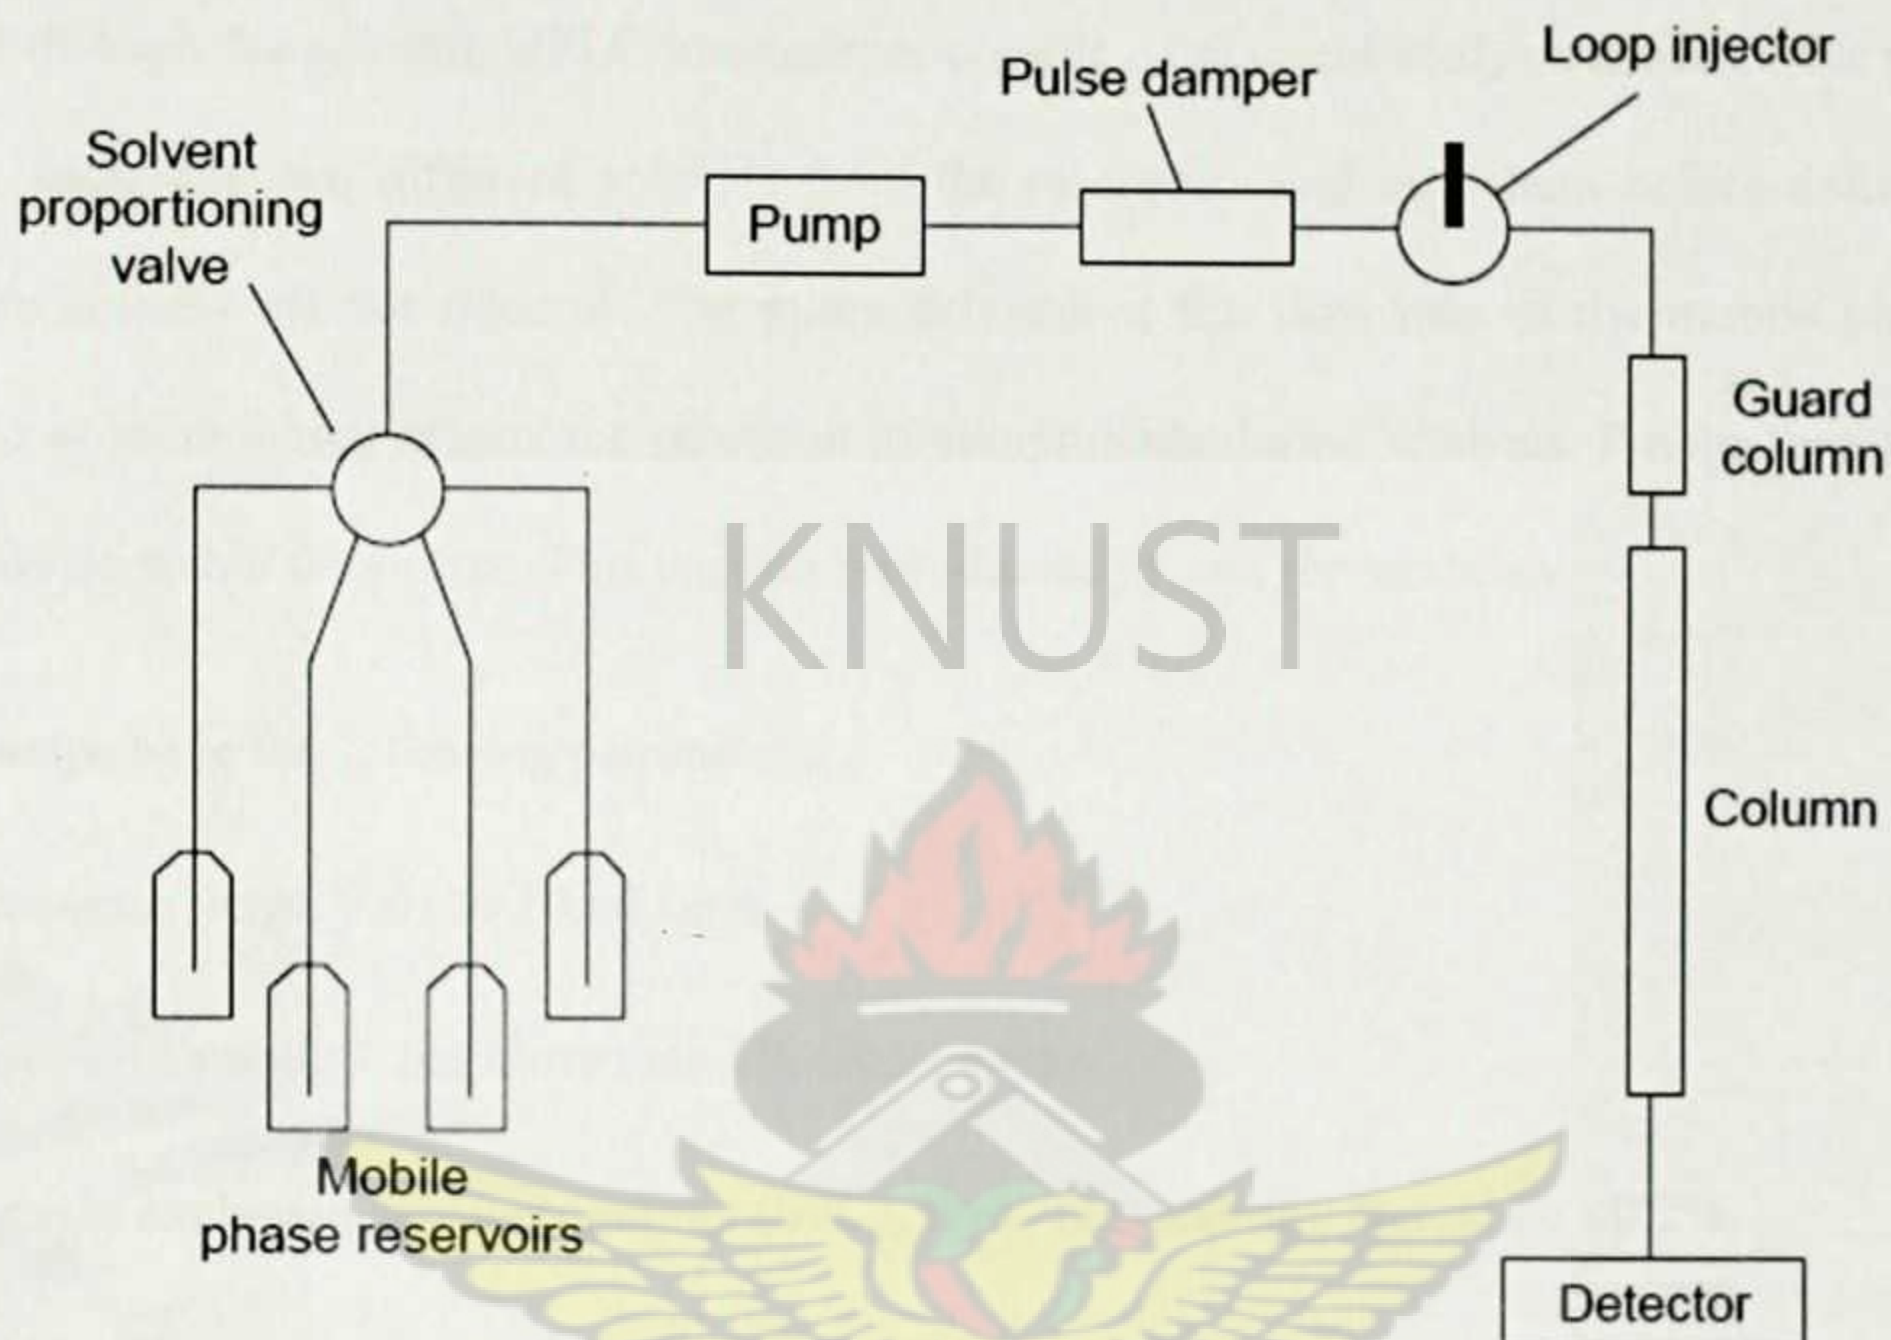 Loop injector
Pulse damper
Solvent
proportioning
valve
Pump
Guard
column
KNUST
Column
Mobile
phase reservoirs
Detector